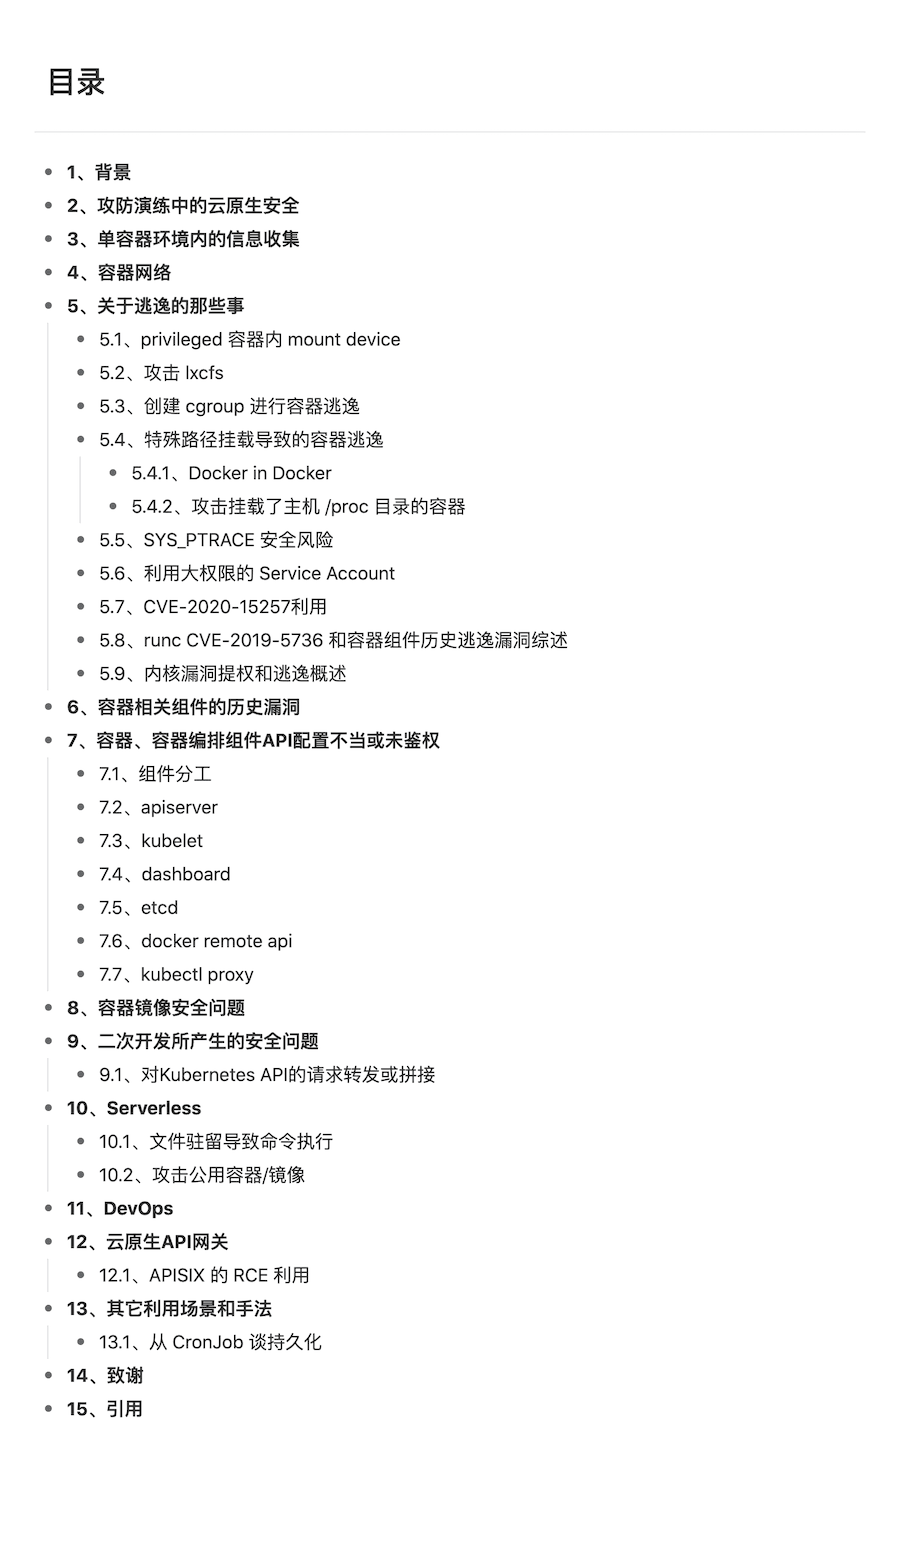 目录
1、背景
2、攻防演练中的云原生安全
3、单容器环境内的信息收集
4、容器网络
5、关于逃逸的那些事
5.1、privileged 容器内 mount device
5.2、攻击 lxcfs
5.3、创建 cgroup 进行容器逃逸
5.4、特殊路径挂载导致的容器逃逸
5.4.1、Docker in Docker
5.4.2、攻击挂载了主机 /proc 目录的容器
5.5、SYS_PTRACE 安全风险
5.6、利用大权限的 Service Account
5.7、CVE-2020-15257利用
5.8、runc CVE-2019-5736 和容器组件历史逃逸漏洞综述
5.9、内核漏洞提权和逃逸概述
6、容器相关组件的历史漏洞
7、容器、容器编排组件API配置不当或未鉴权
7.1、组件分工
7.2、apiserver
7.3、kubelet
7.4、dashboard
7.5、etcd
7.6、docker remote api
7.7、kubectl proxy
8、容器镜像安全问题
9、二次开发所产生的安全问题
9.1、对Kubernetes API的请求转发或拼接
10、Serverless
10.1、文件驻留导致命令执行
10.2、攻击公用容器/镜像
11、DevOps
12、云原生API网关
12.1、APISIX 的 RCE 利用
13、其它利用场景和手法
13.1、从 CronJob 谈持久化
14、致谢
15、引用